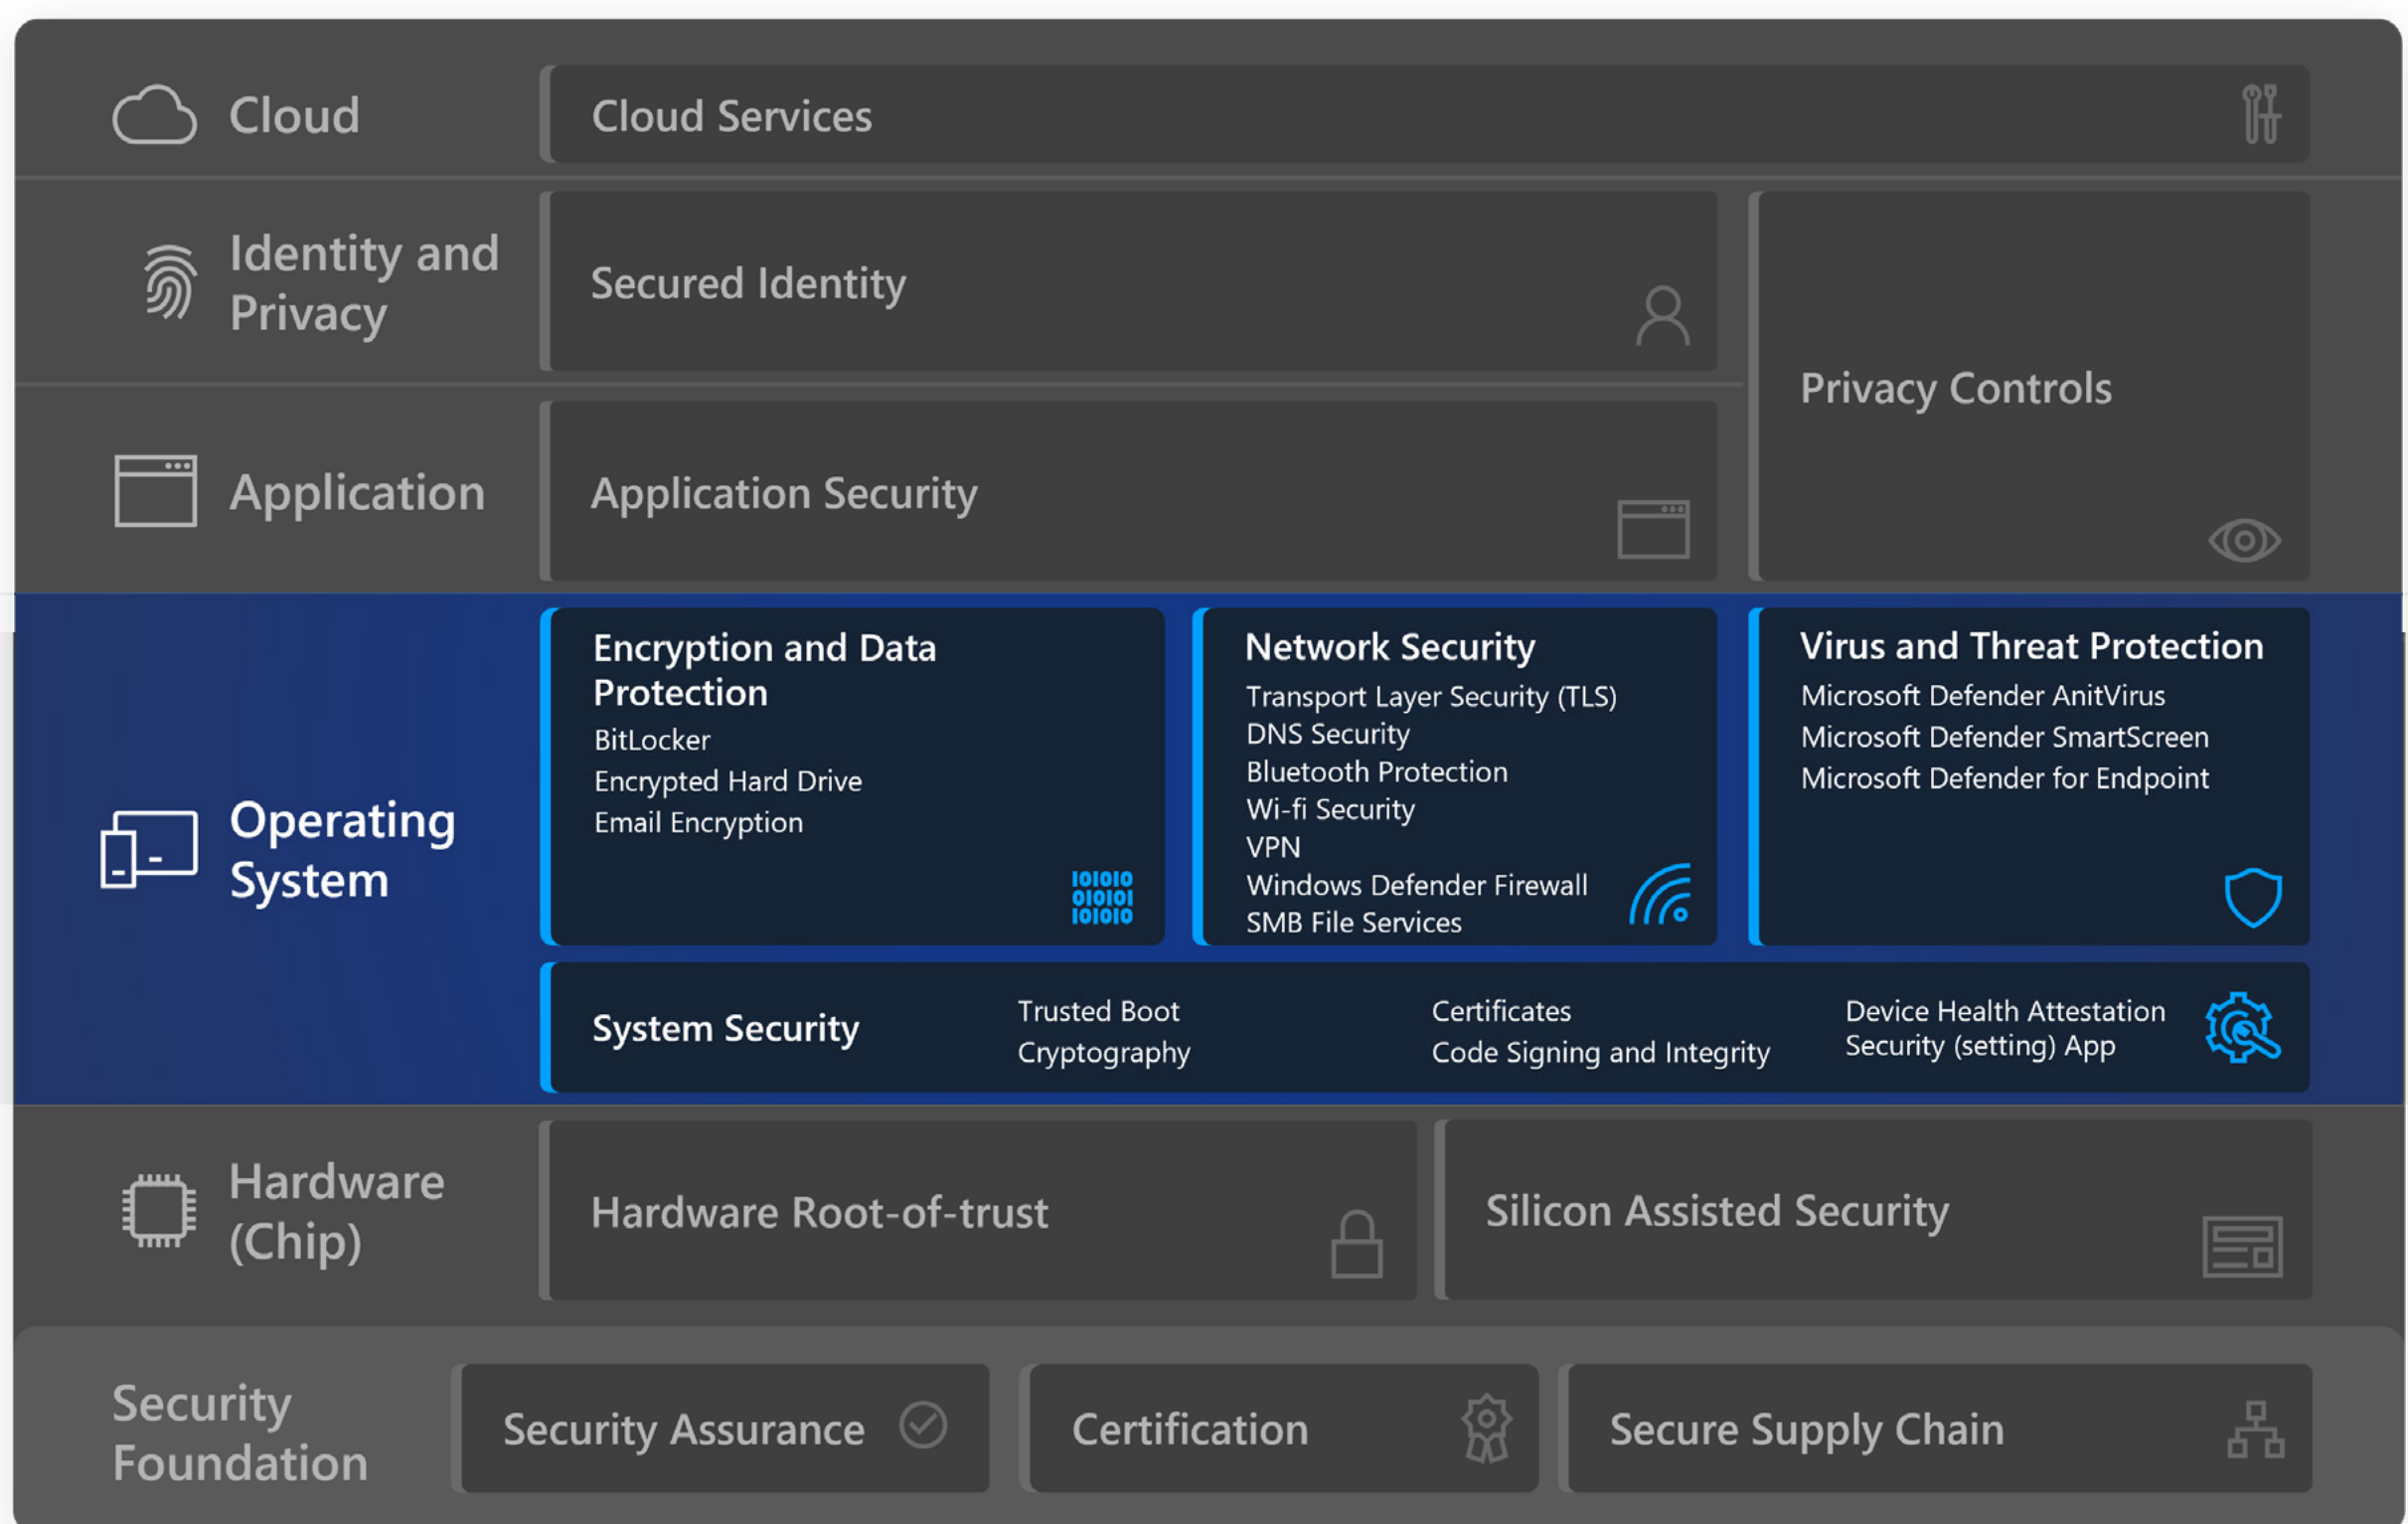 Cloud
Cloud Services
Identity and
Privacy
Secured Identity
Privacy Controls
Application
Application Security
Operating
System
Encryption and Data
Protection
BitLocker
Encrypted Hard Drive
Email Encryption
101010
010101
101010
Network Security
Transport Layer Security (TLS)
DNS Security
Bluetooth Protection
Wi-fi Security
VPN
Windows Defender Firewall
SMB File Services
Virus and Threat Protection
Microsoft Defender AnitVirus
Microsoft Defender SmartScreen
Microsoft Defender for Endpoint
System Security
Trusted Boot
Cryptography
Certificates
Code Signing and Integrity
Device Health Attestation
Security (setting) App
Hardware
(Chip)
Hardware Root-of-trust
Silicon Assisted Security
Security
Foundation
Security Assurance
Certification
Secure Supply Chain